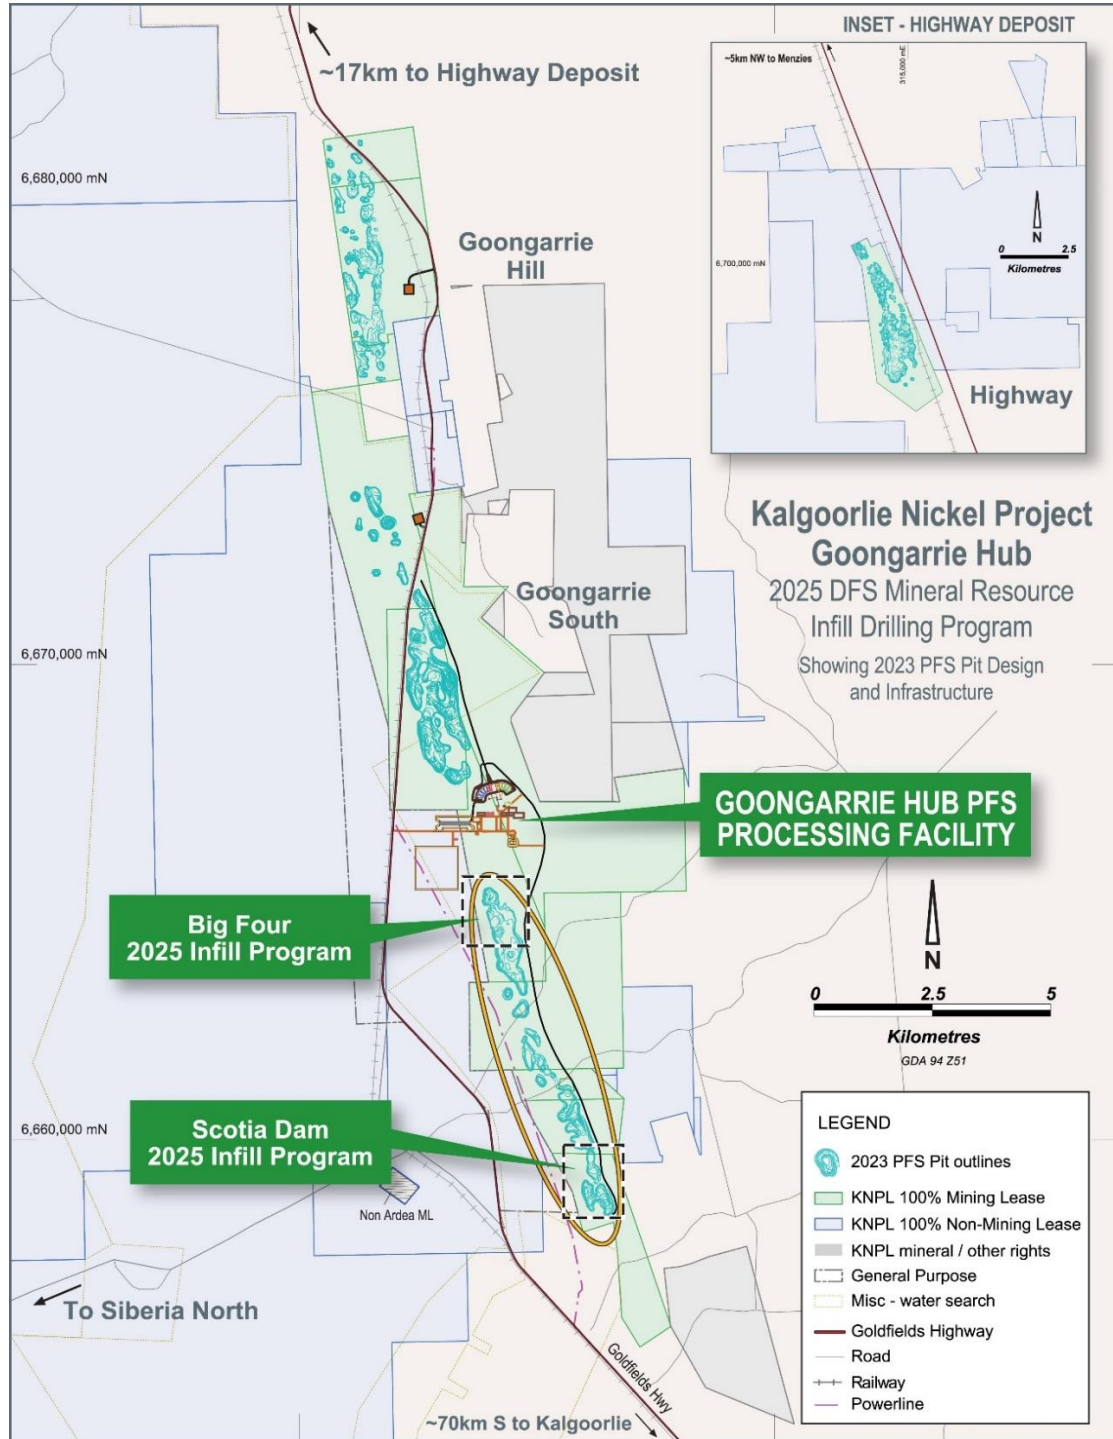 INSET - HIGHWAY DEPOSIT
~5km NW to Menzies
315,000 mE
~17km to Highway Deposit
6,680,000 mN
Goongarrie
Hill
N
0 2.5
Kilometres
6,700,000 mN
Highway
Kalgoorlie Nickel Project
Goongarrie Hub
2025 DFS Mineral Resource
Infill Drilling Program
Showing 2023 PFS Pit Design
and Infrastructure
Goongarrie
South
6,670,000 mN
GOONGARRIE HUB PFS
PROCESSING FACILITY
Big Four
2025 Infill Program
N
0 2.5 5
Kilometres
GDA 94 Z51
6,660,000 mN
Scotia Dam
2025 Infill Program
Non Ardea ML
To Siberia North
Goldfields Hwy
~70km S to Kalgoorlie
LEGEND
2023 PFS Pit outlines
KNPL 100% Mining Lease
KNPL 100% Non-Mining Lease
KNPL mineral / other rights
General Purpose
Misc - water search
Goldfields Highway
Road
Railway
Powerline